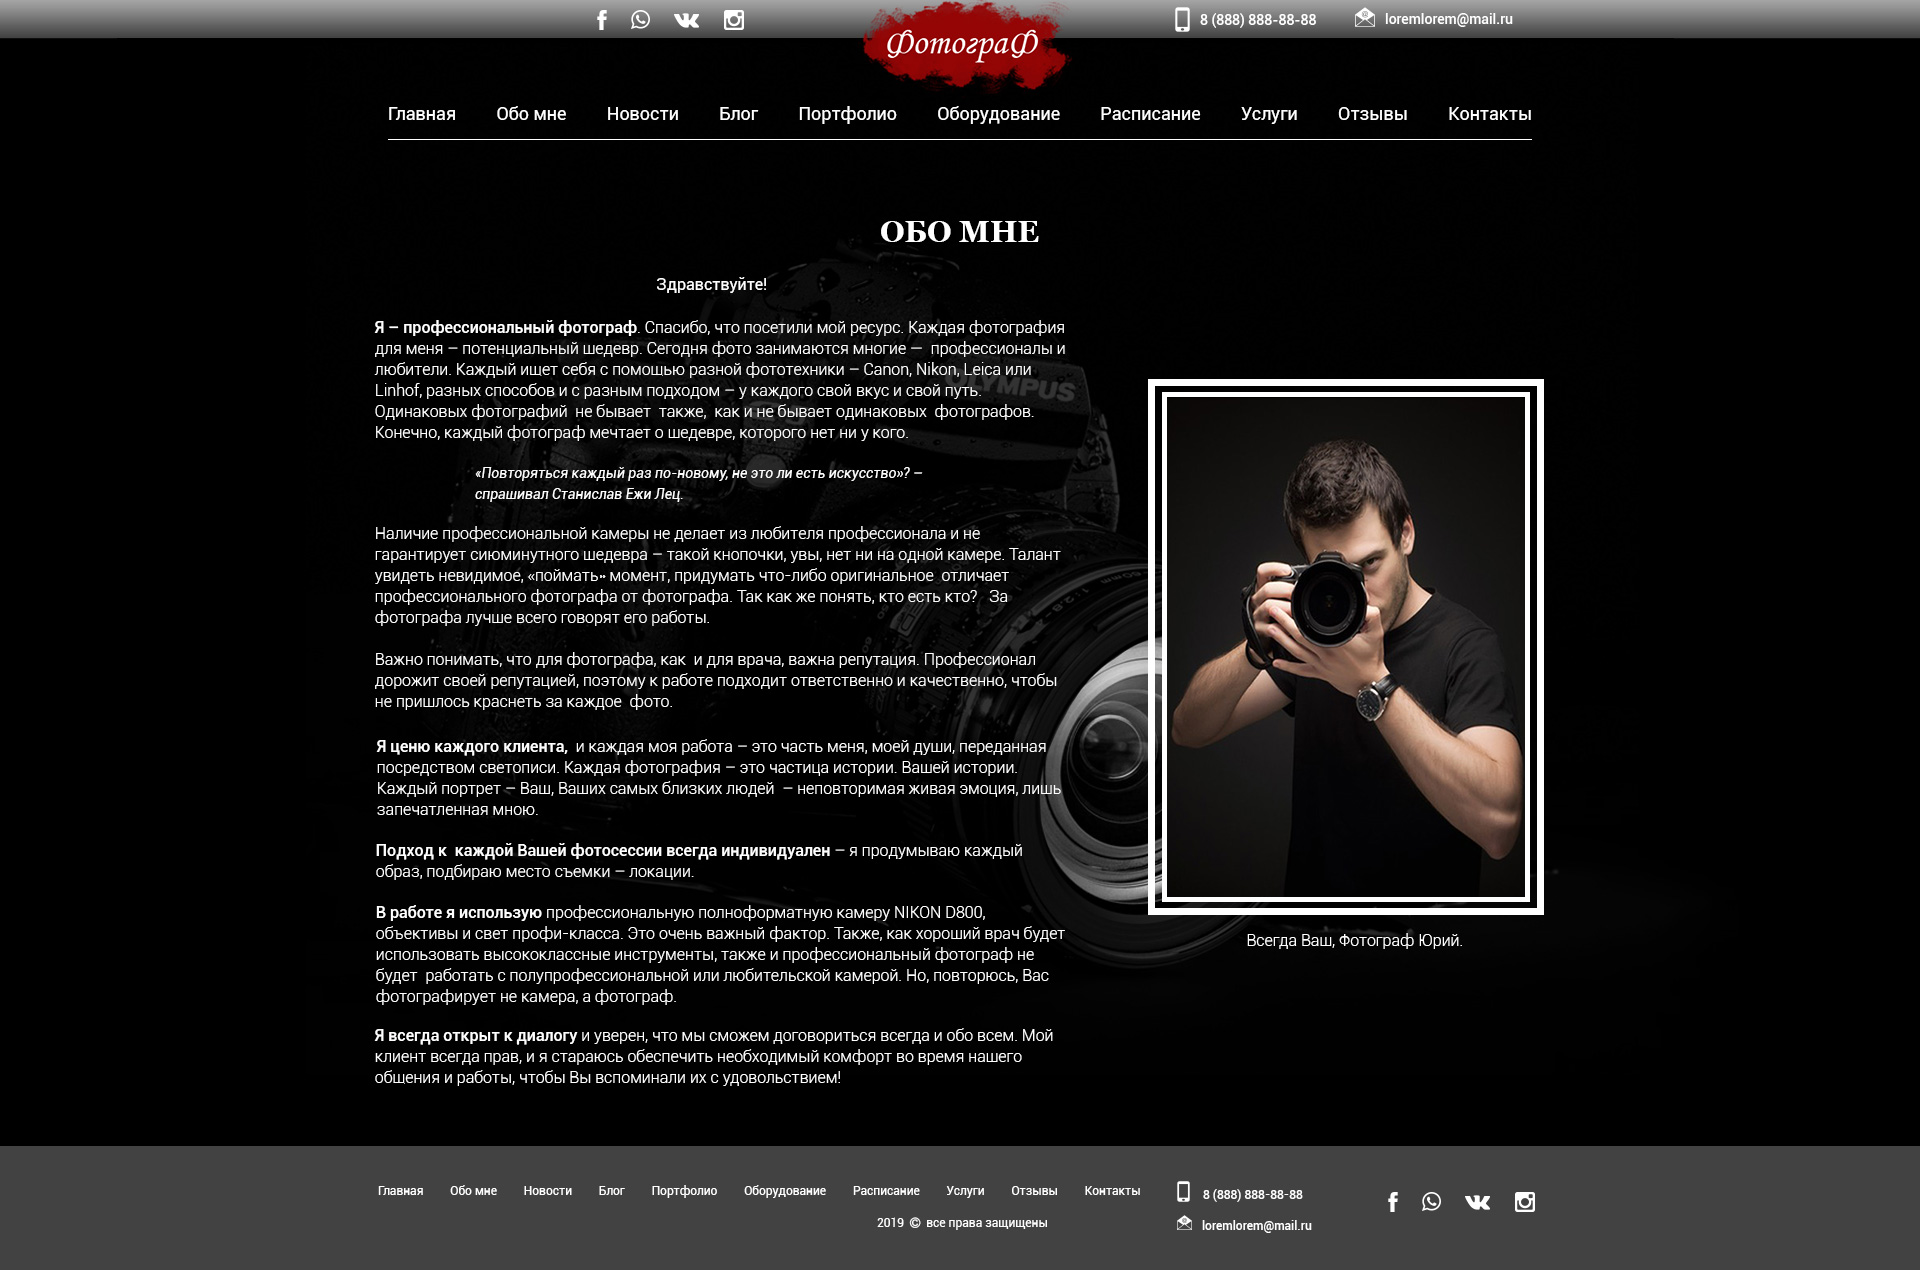 8 (888) 888-88-88
loremlorem@mail.ru
ФотограФ
Главная Обо мне Новости Блог Портфолио Оборудование Расписание Услуги Отзывы Контакты
ОБО МНЕ
Здравствуйте!
Я – профессиональный фотограф. Спасибо, что посетили мой ресурс. Каждая фотография
для меня – потенциальный шедевр. Сегодня фото занимаются многие — профессионалы и
любители. Каждый ищет себя с помощью разной фототехники – Canon, Nikon, Leica или
Linhof, разных способов и с разным подходом – у каждого свой вкус и свой путь.
Одинаковых фотографий не бывает также, как и не бывает одинаковых фотографов.
Конечно, каждый фотограф мечтает о шедевре, которого нет ни у кого.
OLYMPUS
«Повторяться каждый раз по-новому, не это ли есть искусство»? –
спрашивал Станислав Ежи Лец.
Наличие профессиональной камеры не делает из любителя профессионала и не
гарантирует сиюминутного шедевра – такой кнопочки, увы, нет ни на одной камере. Талант
увидеть невидимое, «поймать•• момент, придумать что-либо оригинальное отличает
профессионального фотографа от фотографа. Так как же понять, кто есть кто? За
фотографа лучше всего говорят его работы.
Важно понимать, что для фотографа, как и для врача, важна репутация. Профессионал
дорожит своей репутацией, поэтому к работе подходит ответственно и качественно, чтобы
не пришлось краснеть за каждое фото.
Я ценю каждого клиента, и каждая моя работа – это часть меня, моей души, переданная
посредством светописи. Каждая фотография – это частица истории. Вашей истории.
Каждый портрет – Ваш, Ваших самых близких людей – неповторимая живая эмоция, лишь
запечатленная мною.
Подход к каждой Вашей фотосессии всегда индивидуален – я продумываю каждый
образ, подбираю место съемки – локации.
В работе я использую профессиональную полноформатную камеру NIKON D800,
объективы и свет профи-класса. Это очень важный фактор. Также, как хороший врач будет
использовать высококлассные инструменты, также и профессиональный фотограф не
будет работать с полупрофессиональной или любительской камерой. Но, повторюсь, Вас
фотографирует не камера, а фотограф.
Я всегда открыт к диалогу и уверен, что мы сможем договориться всегда и обо всем. Мой
клиент всегда прав, и я стараюсь обеспечить необходимый комфорт во время нашего
общения и работы, чтобы Вы вспоминали их с удовольствием!
Всегда Ваш, Фотограф Юрий.
Главная Обо мне Новости Блог Портфолио Оборудование Расписание Услуги Отзывы Контакты
8 (888) 888-88-88
2019 © все права защищены
loremlorem@mail.ru